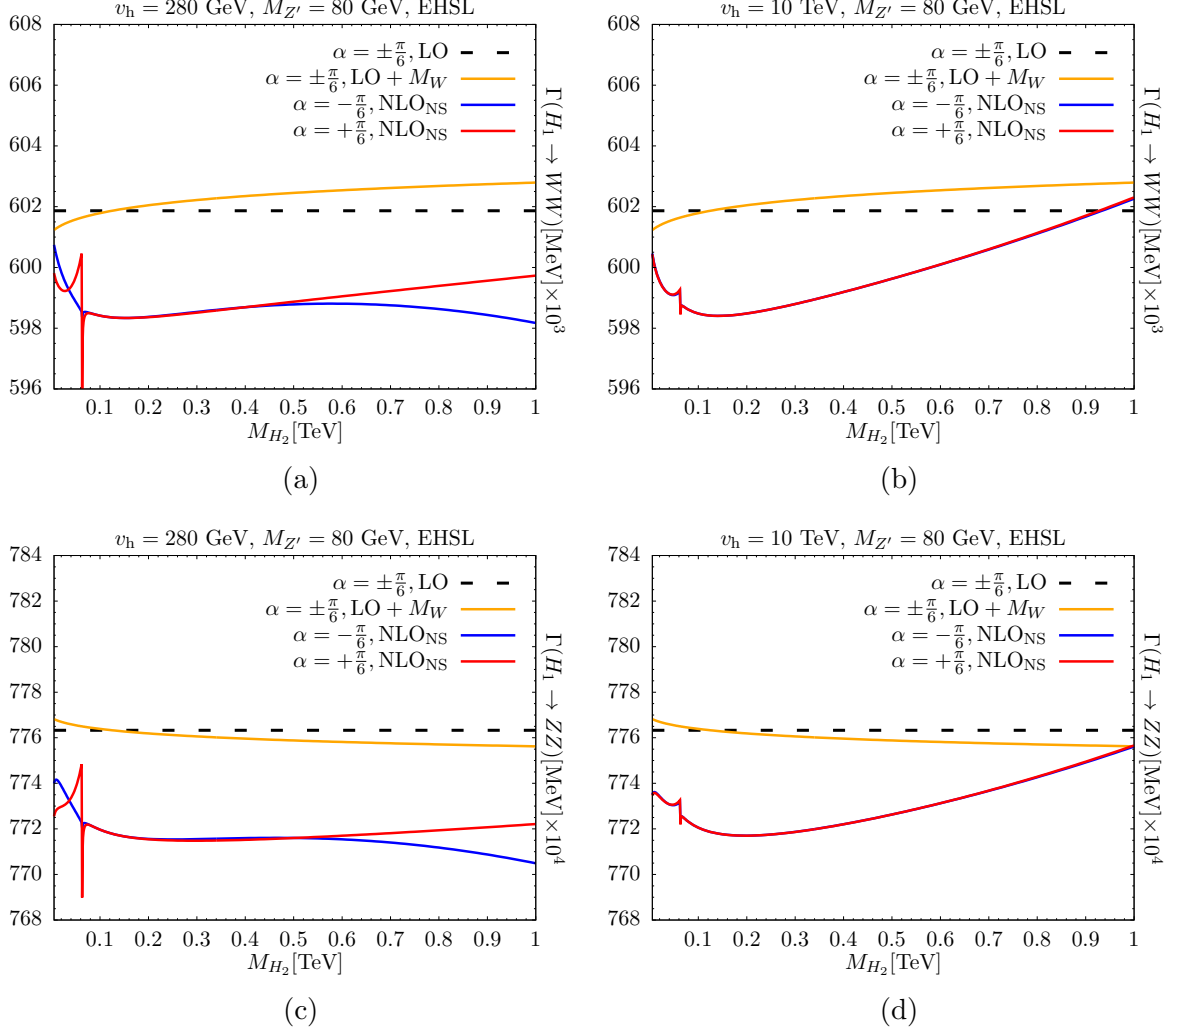 v_h = 280 GeV, M_{Z′} = 80 GeV, EHSL
608
606
604
602
600
598
596
α = ±π/6, LO
α = ±π/6, LO + M_W
α = −π/6, NLO_NS
α = +π/6, NLO_NS
Γ(H_1 → WW)[MeV]×10^3
0.1 0.2 0.3 0.4 0.5 0.6 0.7 0.8 0.9 1
M_{H_2}[TeV]
(a)
v_h = 10 TeV, M_{Z′} = 80 GeV, EHSL
608
606
604
602
600
598
596
α = ±π/6, LO
α = ±π/6, LO + M_W
α = −π/6, NLO_NS
α = +π/6, NLO_NS
Γ(H_1 → WW)[MeV]×10^3
0.1 0.2 0.3 0.4 0.5 0.6 0.7 0.8 0.9 1
M_{H_2}[TeV]
(b)
v_h = 280 GeV, M_{Z′} = 80 GeV, EHSL
784
782
780
778
776
774
772
770
768
α = ±π/6, LO
α = ±π/6, LO + M_W
α = −π/6, NLO_NS
α = +π/6, NLO_NS
Γ(H_1 → ZZ)[MeV]×10^4
0.1 0.2 0.3 0.4 0.5 0.6 0.7 0.8 0.9 1
M_{H_2}[TeV]
(c)
v_h = 10 TeV, M_{Z′} = 80 GeV, EHSL
784
782
780
778
776
774
772
770
768
α = ±π/6, LO
α = ±π/6, LO + M_W
α = −π/6, NLO_NS
α = +π/6, NLO_NS
Γ(H_1 → ZZ)[MeV]×10^4
0.1 0.2 0.3 0.4 0.5 0.6 0.7 0.8 0.9 1
M_{H_2}[TeV]
(d)